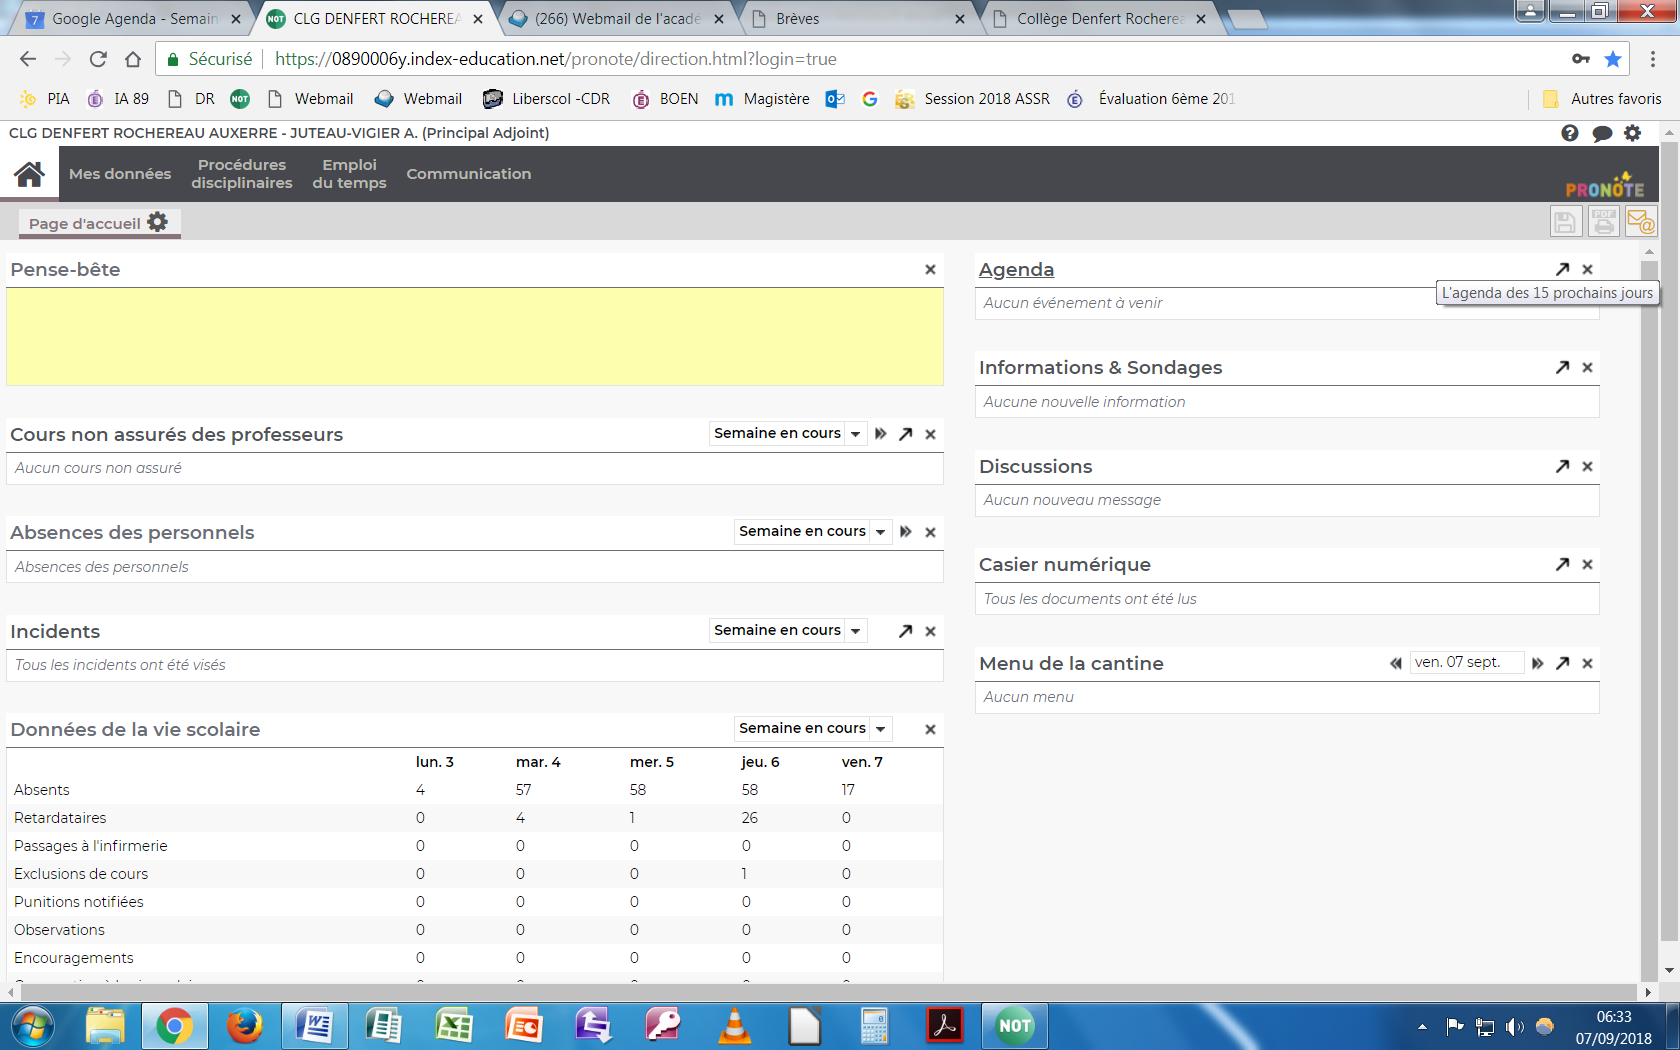 Google Agenda - Semain
CLG DENFERT ROCHEREA
(266) Webmail de l'acadé
Brèves
Collège Denfert Rocherea
Sécurisé
https://0890006y.index-education.net/pronote/direction.html?login=true
PIA
IA 89
DR
NOT
Webmail
Webmail
Liberscol -CDR
BOEN
Magistère
Session 2018 ASSR
Évaluation 6ème 201
Autres favoris
CLG DENFERT ROCHEREAU AUXERRE - JUTEAU-VIGIER A. (Principal Adjoint)
Mes données
Procédures
disciplinaires
Emploi
du temps
Communication
PRONOTE
Page d'accueil
PDF
Pense-bête
Agenda
L'agenda des 15 prochains jours
Aucun événement à venir
Informations & Sondages
Aucune nouvelle information
Cours non assurés des professeurs
Semaine en cours
Aucun cours non assuré
Discussions
Aucun nouveau message
Absences des personnels
Semaine en cours
Absences des personnels
Casier numérique
Tous les documents ont été lus
Incidents
Semaine en cours
Tous les incidents ont été visés
Menu de la cantine
ven. 07 sept.
Aucun menu
Données de la vie scolaire
Semaine en cours
lun. 3 mar. 4 mer. 5 jeu. 6 ven. 7
Absents 4 57 58 58 17
Retardataires 0 4 1 26 0
Passages à l'infirmerie 0 0 0 0 0
Exclusions de cours 0 0 0 1 0
Punitions notifiées 0 0 0 0 0
Observations 0 0 0 0 0
Encouragements 0 0 0 0 0
NOT
06:33
07/09/2018